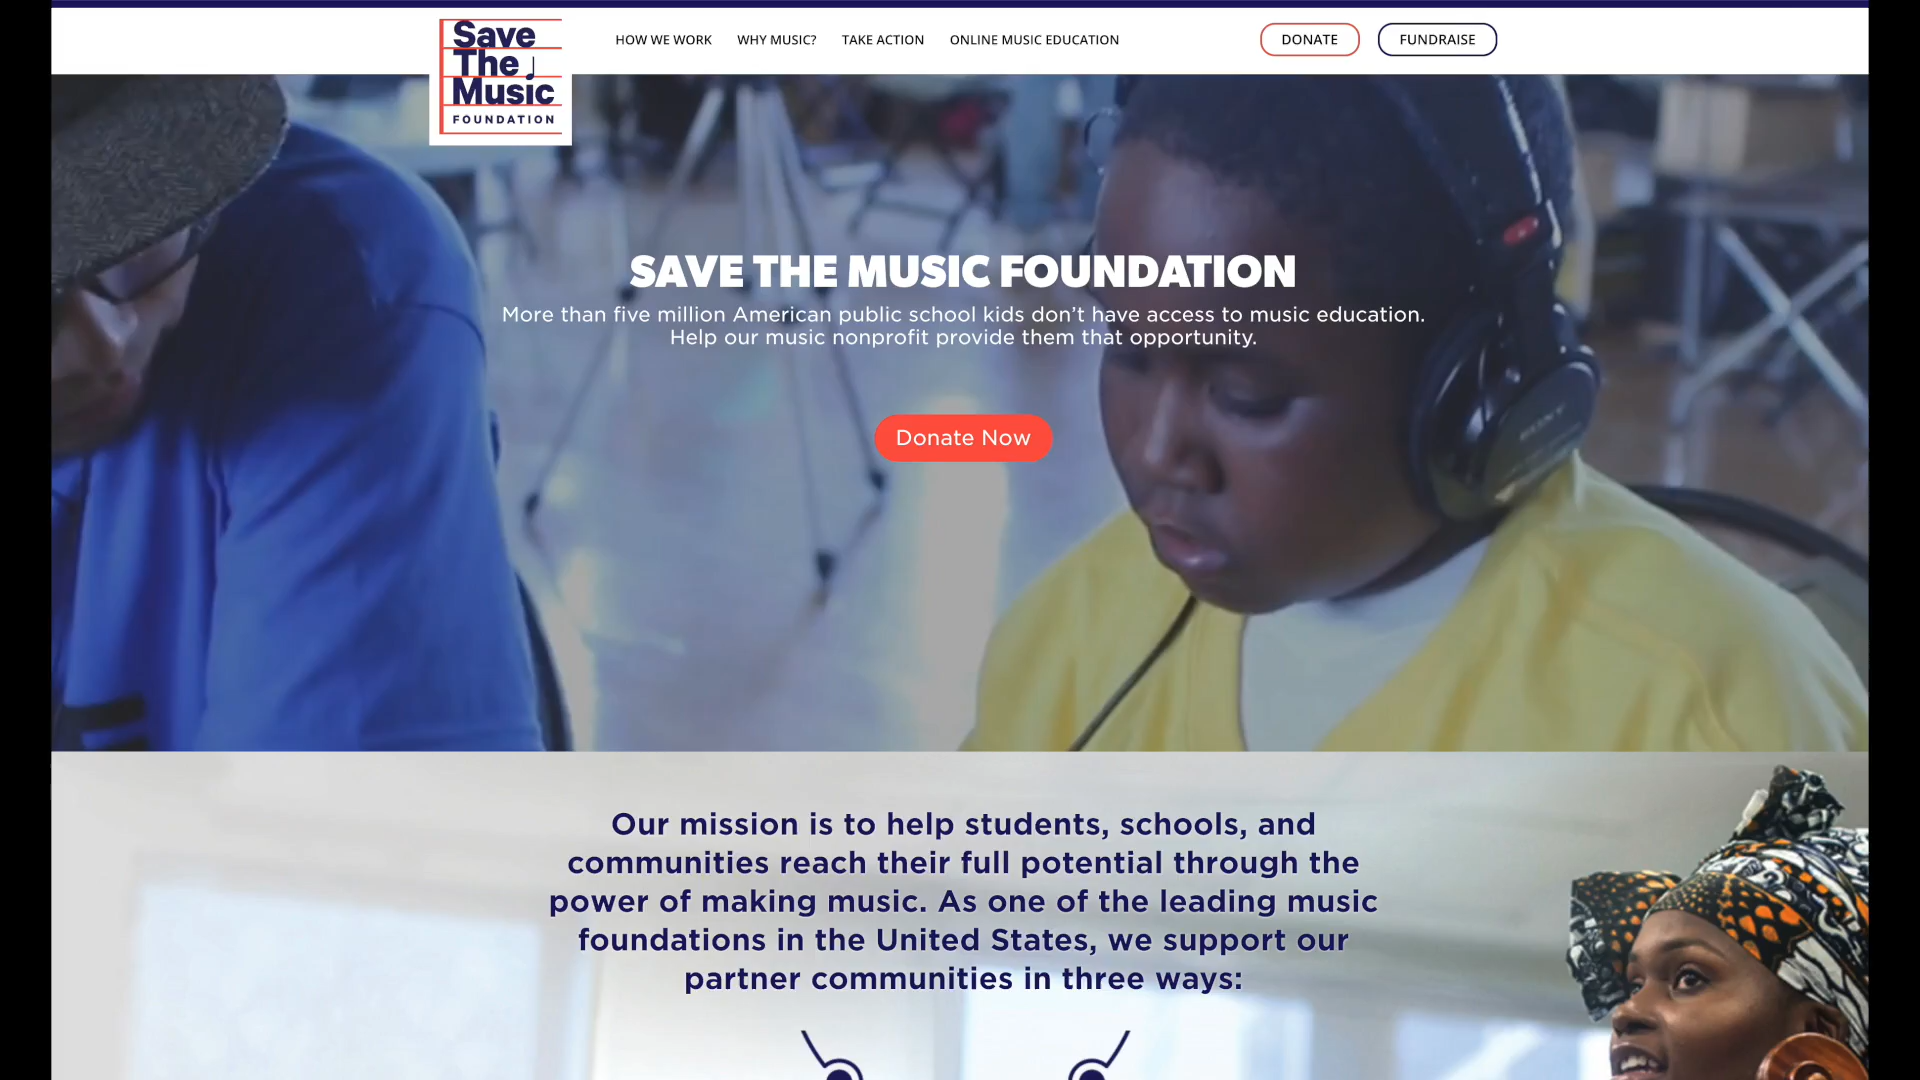 Save
The
Music
FOUNDATION
HOW WE WORK
WHY MUSIC?
TAKE ACTION
ONLINE MUSIC EDUCATION
DONATE
FUNDRAISE
SAVE THE MUSIC FOUNDATION
More than five million American public school kids don’t have access to music education.
Help our music nonprofit provide them that opportunity.
Donate Now
SONY
Our mission is to help students, schools, and
communities reach their full potential through the
power of making music. As one of the leading music
foundations in the United States, we support our
partner communities in three ways: